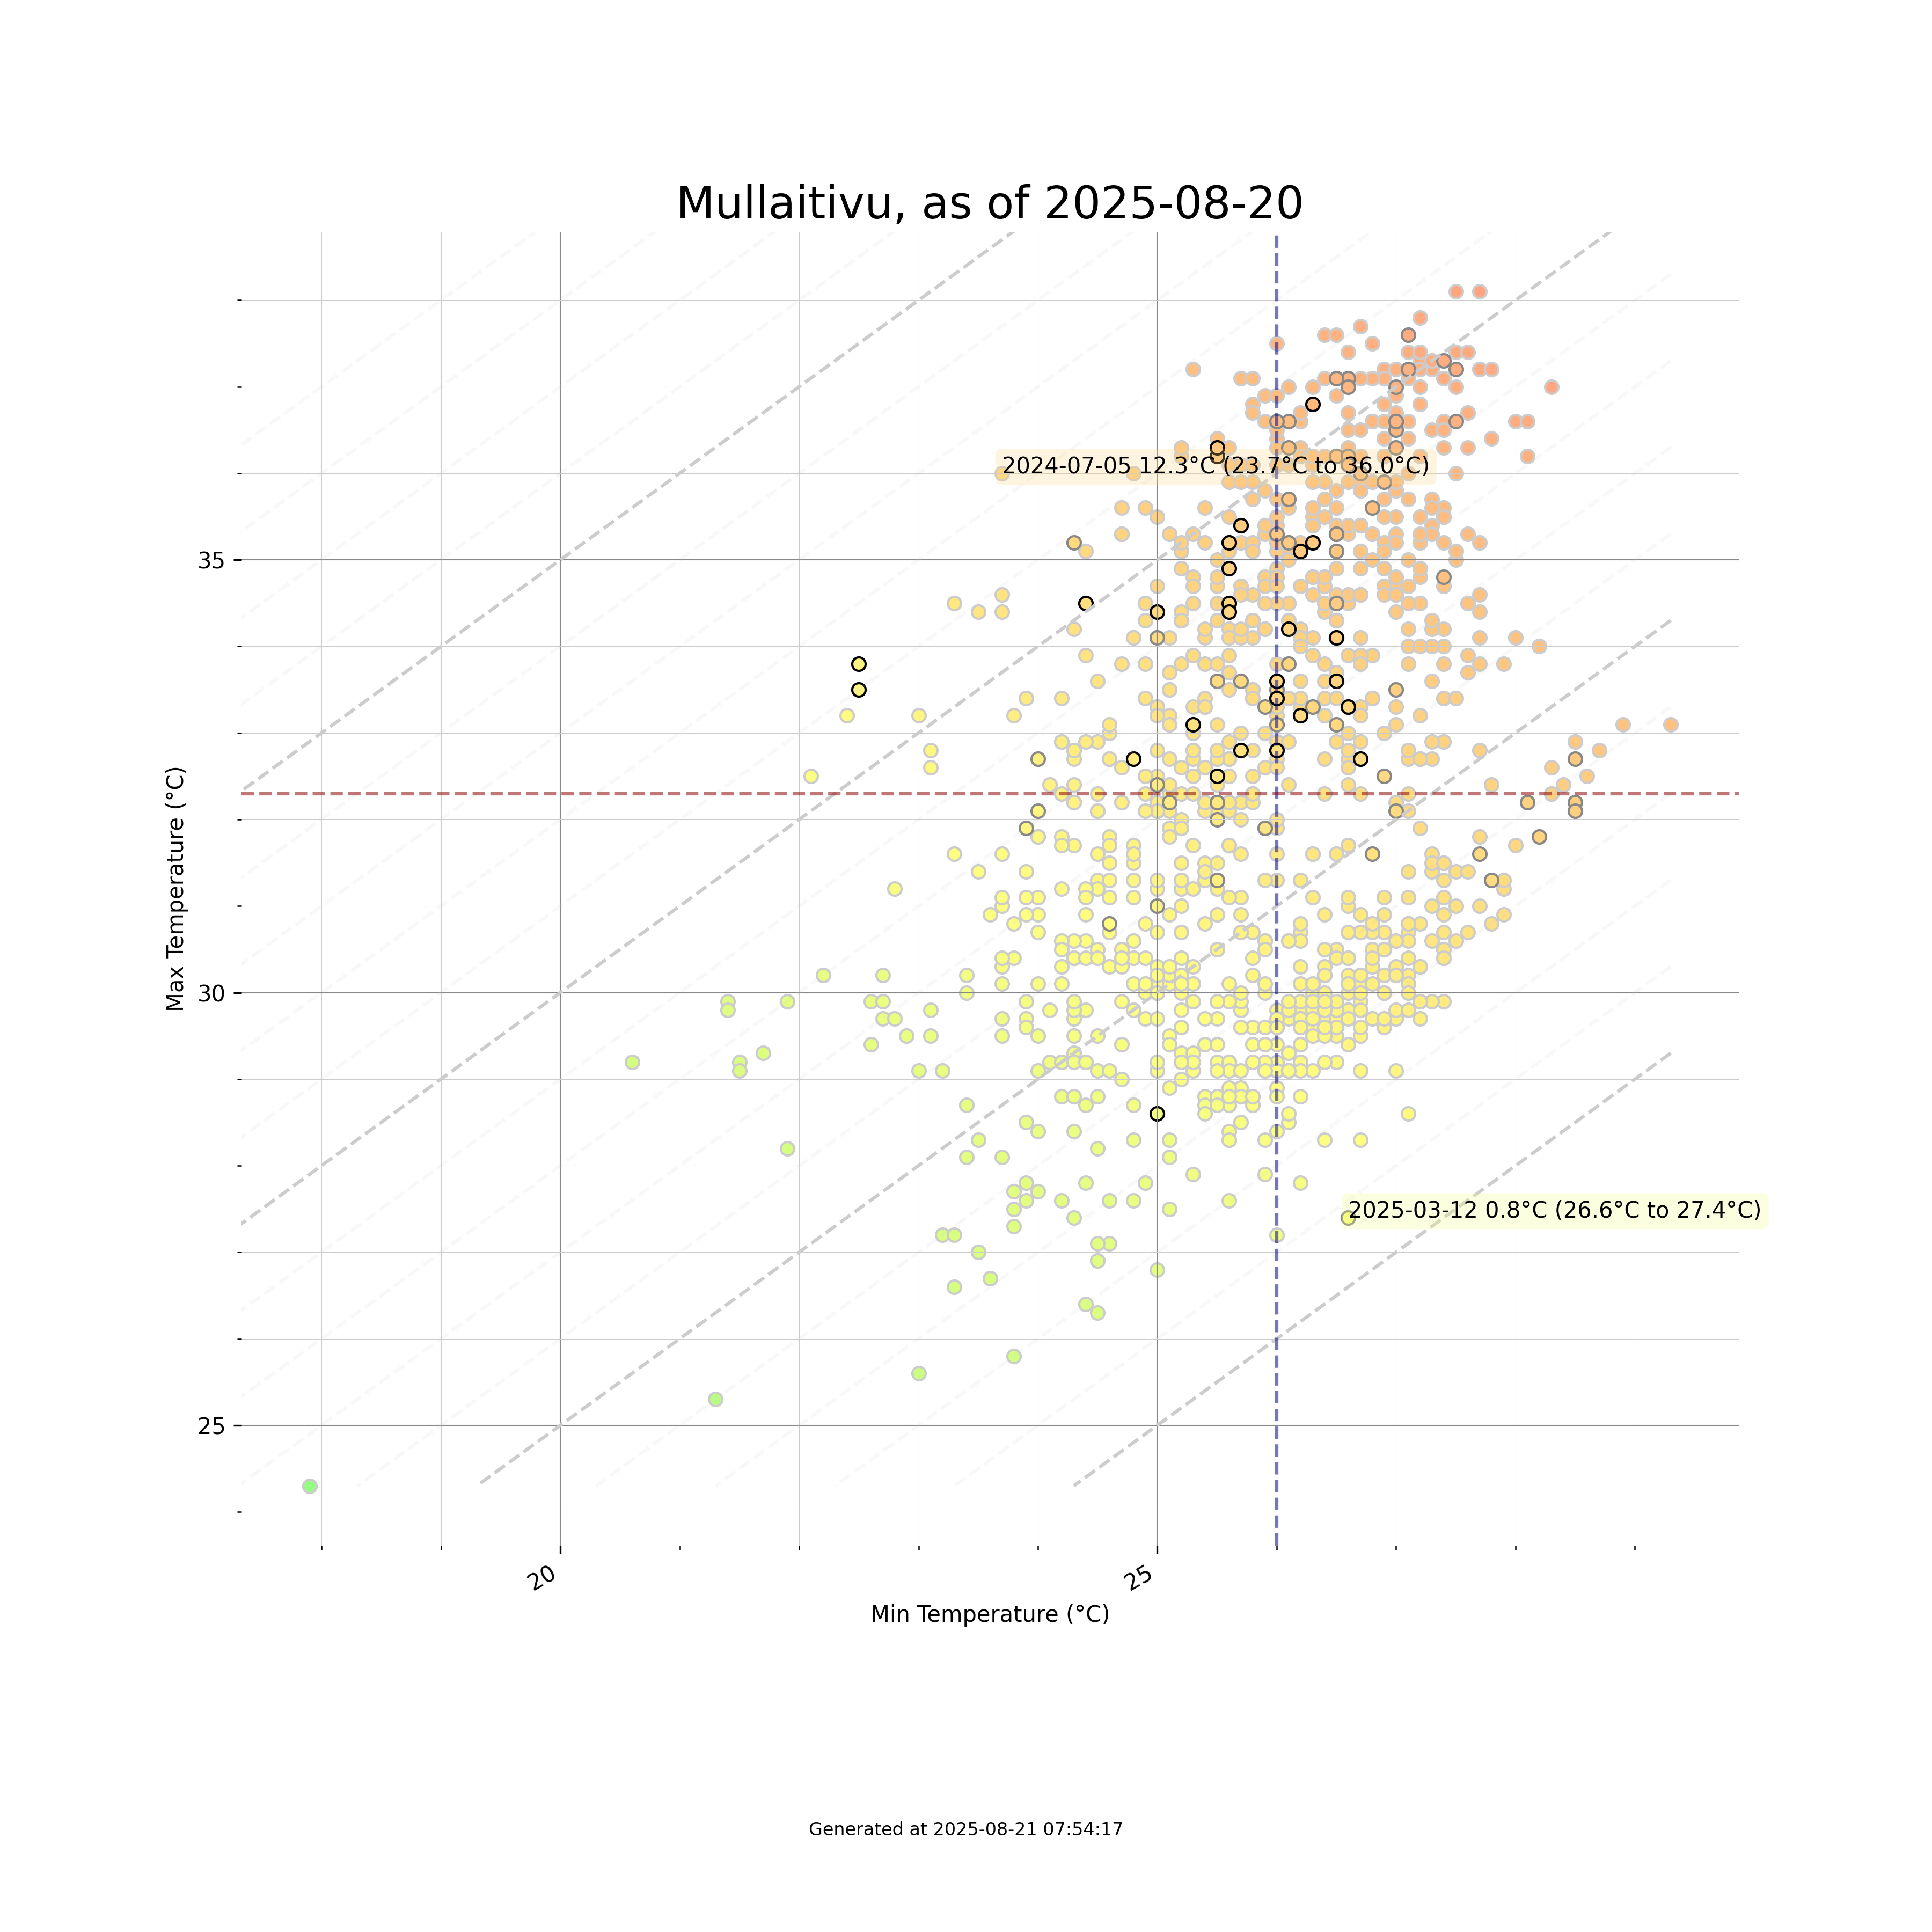 Mullaitivu, as of 2025-08-20
2024-07-05 12.3°C (23.7°C to 36.0°C)
35
Max Temperature (°C)
30
2025-03-12 0.8°C (26.6°C to 27.4°C)
25
20
25
Min Temperature (°C)
Generated at 2025-08-21 07:54:17